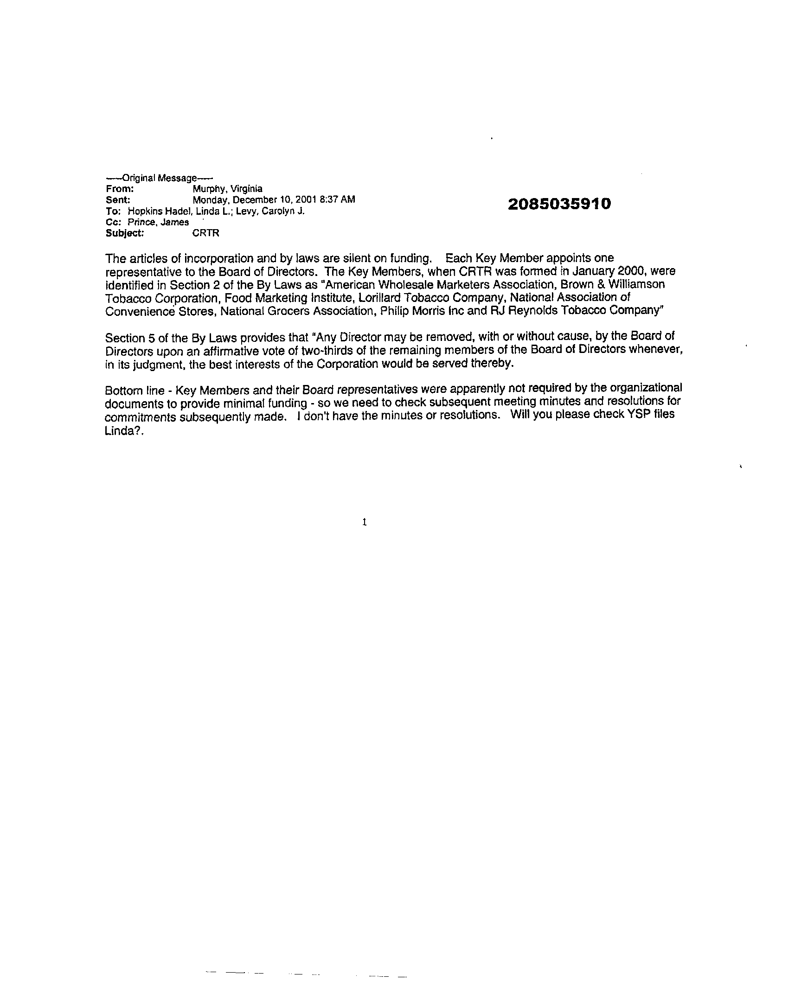 -----Original Message-----
From: Murphy, Virginia
Sent: Monday, December 10, 2001 8:37 AM
To: Hopkins Hadel, Linda L.; Levy, Carolyn J.
Cc: Prince, James
Subject: CRTR
2085035910
The articles of incorporation and by laws are silent on funding. Each Key Member appoints one
representative to the Board of Directors. The Key Members, when CRTR was formed in January 2000, were
identified in Section 2 of the By Laws as "American Wholesale Marketers Association, Brown & Williamson
Tobacco Corporation, Food Marketing Institute, Lorillard Tobacco Company, National Association of
Convenience Stores, National Grocers Association, Philip Morris Inc and RJ Reynolds Tobacco Company"
Section 5 of the By Laws provides that "Any Director may be removed, with or without cause, by the Board of
Directors upon an affirmative vote of two-thirds of the remaining members of the Board of Directors whenever,
in its judgment, the best interests of the Corporation would be served thereby.
Bottom line - Key Members and their Board representatives were apparently not required by the organizational
documents to provide minimal funding - so we need to check subsequent meeting minutes and resolutions for
commitments subsequently made. I don't have the minutes or resolutions. Will you please check YSP files
Linda?.
1